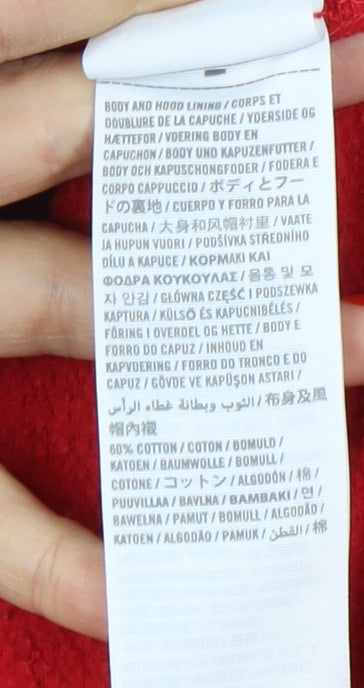 BODY AND HOOD LINING / CORPS ET
DOUBLURE DE LA CAPUCHE / YDERSIDE OG
HÆTTEFOR / VOERING BODY EN
CAPUCHON / BODY UND KAPUZENFUTTER /
BODY OCH KAPUSCHONGFODER / FODERA E
CORPO CAPPUCCIO / ボディとフー
ドの裏地 / CUERPO Y FORRO PARA LA
CAPUCHA / 大身和风帽衬里 / VAATE
JA HUPUN VUORI / PODŠÍVKA STŘEDNÍHO
DÍLU A KAPUCE / ΚΟΡΜΑΚΙ ΚΑΙ
ΦΟΔΡΑ ΚΟΥΚΟΥΛΑΣ / 몸통 및 모
자 안감 / GŁÓWNA CZĘŚĆ I PODSZEWKA
KAPTURA / KÜLSŐ ÉS KAPUCNIBÉLÉS /
FÔRING I OVERDEL OG HETTE / BODY E
FORRO DO CAPUZ / INHOUD EN
KAPVOERING / FORRO DO TRONCO E DO
CAPUZ / GÖVDE VE KAPÜŞON ASTARI /
الثوب وبطانة غطاء الرأس / 布身及風
帽內襯
60% COTTON / COTON / BOMULD /
KATOEN / BAUMWOLLE / BOMULL /
COTONE / コットン / ALGODÓN / 棉 /
PUUVILLAA / BAVLNA / ΒΑΜΒΑΚΙ / 면 /
BAWEŁNA / PAMUT / BOMULL / ALGODÃO /
KATOEN / ALGODÃO / PAMUK / القطن / 棉